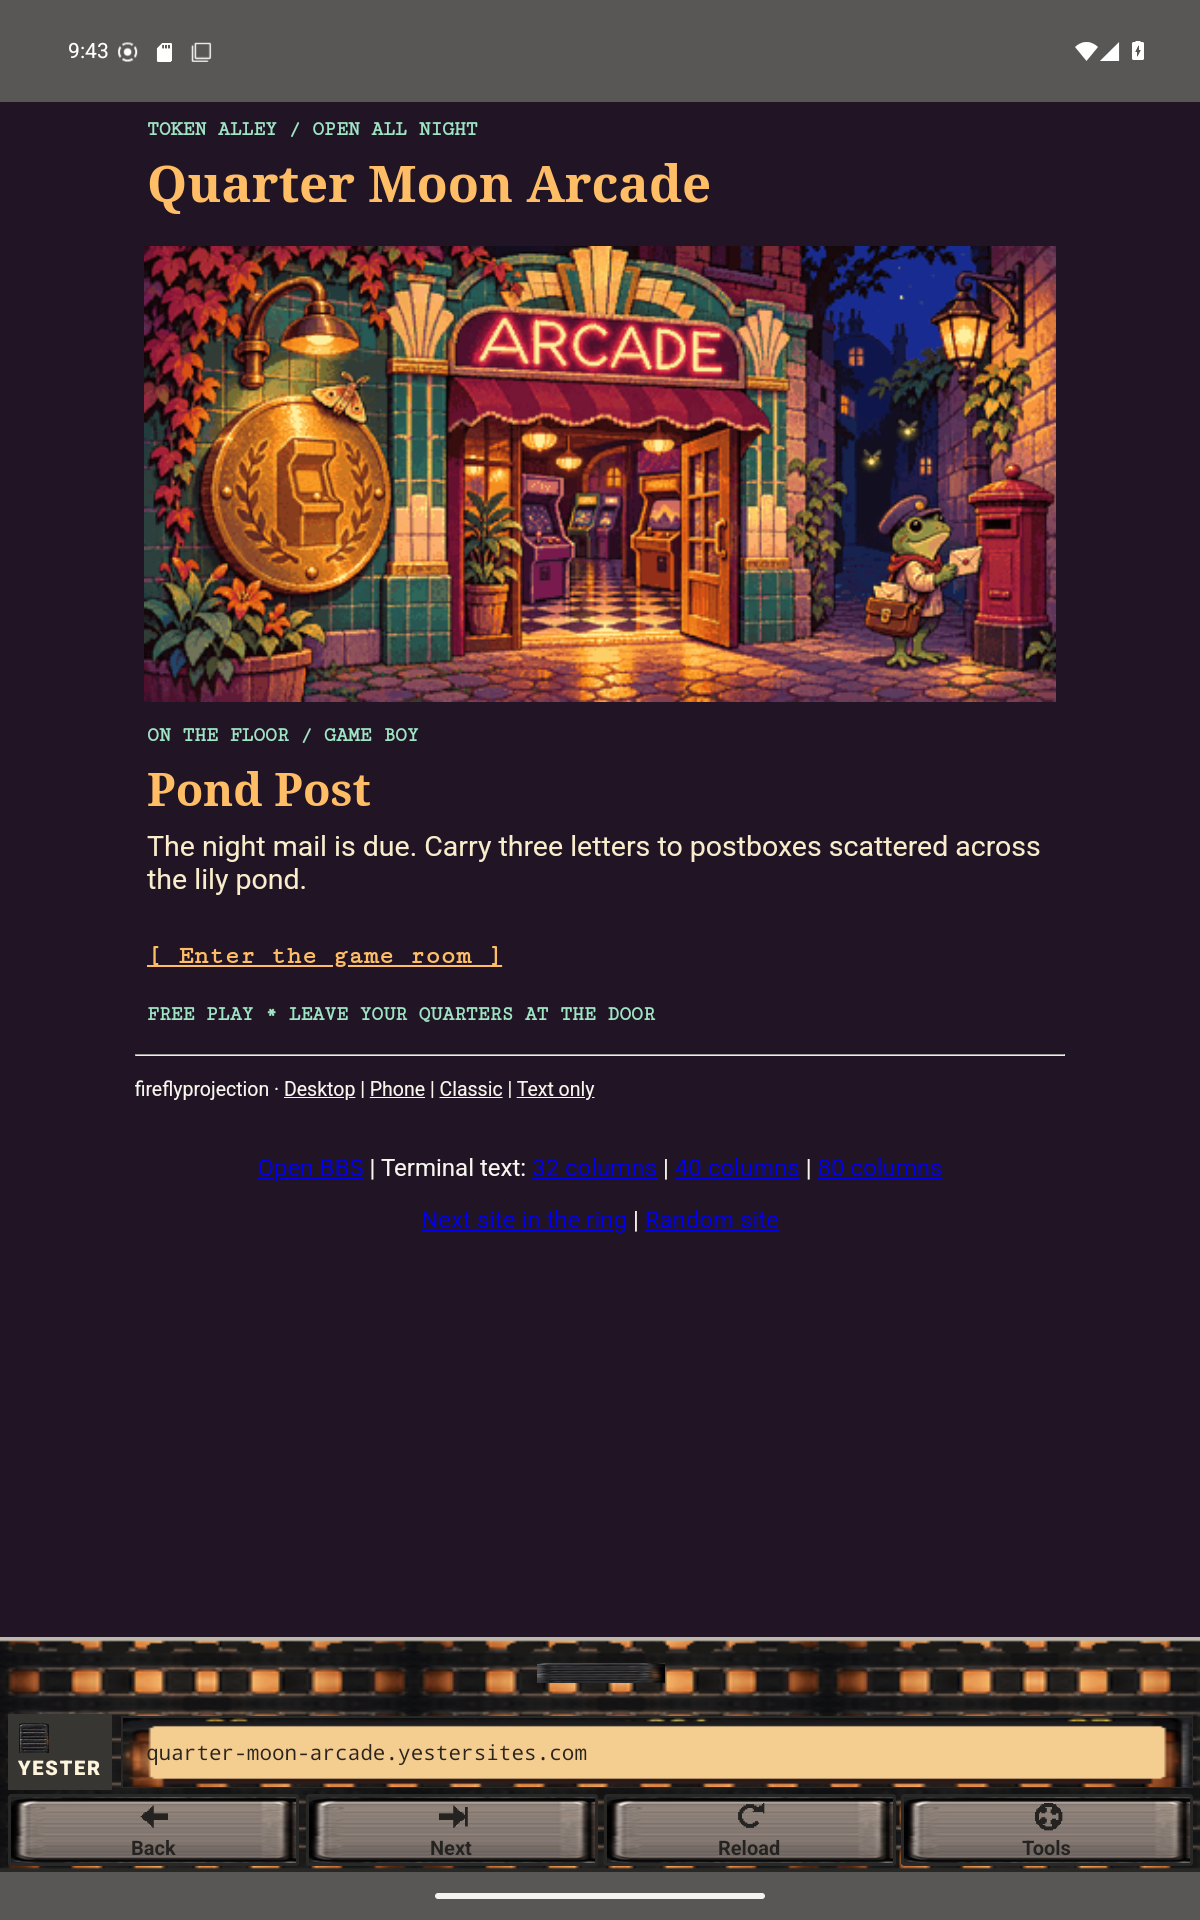 9:43
TOKEN ALLEY / OPEN ALL NIGHT
Quarter Moon Arcade
ARCADE
ON THE FLOOR / GAME BOY
Pond Post
The night mail is due. Carry three letters to postboxes scattered across
the lily pond.
[ Enter the game room ]
FREE PLAY * LEAVE YOUR QUARTERS AT THE DOOR
fireflyprojection · Desktop | Phone | Classic | Text only
Open BBS | Terminal text: 32 columns | 40 columns | 80 columns
Next site in the ring | Random site
YESTER
quarter-moon-arcade.yestersites.com
Back
Next
Reload
Tools